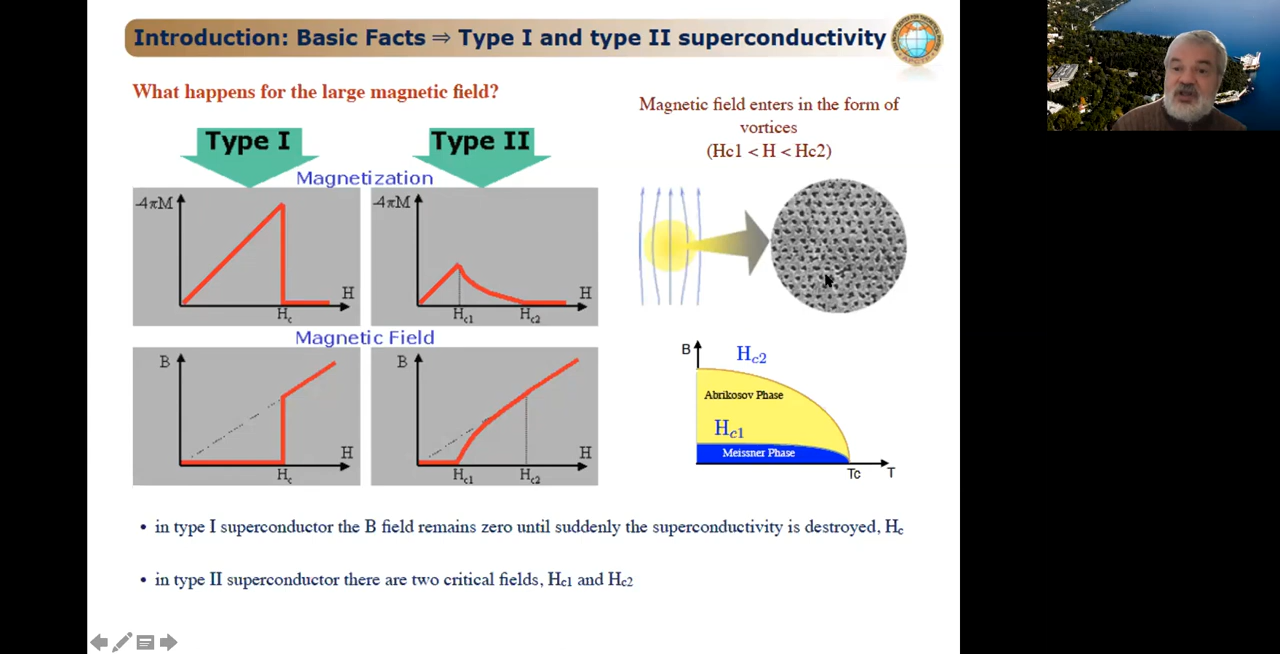 Introduction: Basic Facts ⇒ Type I and type II superconductivity
What happens for the large magnetic field?
Type I
Type II
Magnetization
-4πM
H
Hc
-4πM
H
Hc1
Hc2
Magnetic Field
B
H
Hc
B
H
Hc1
Hc2
Magnetic field enters in the form of
vortices
(Hc1 < H < Hc2)
B
Hc2
Abrikosov Phase
Hc1
Meissner Phase
Tc
T
• in type I superconductor the B field remains zero until suddenly the superconductivity is destroyed, Hc
• in type II superconductor there are two critical fields, Hc1 and Hc2